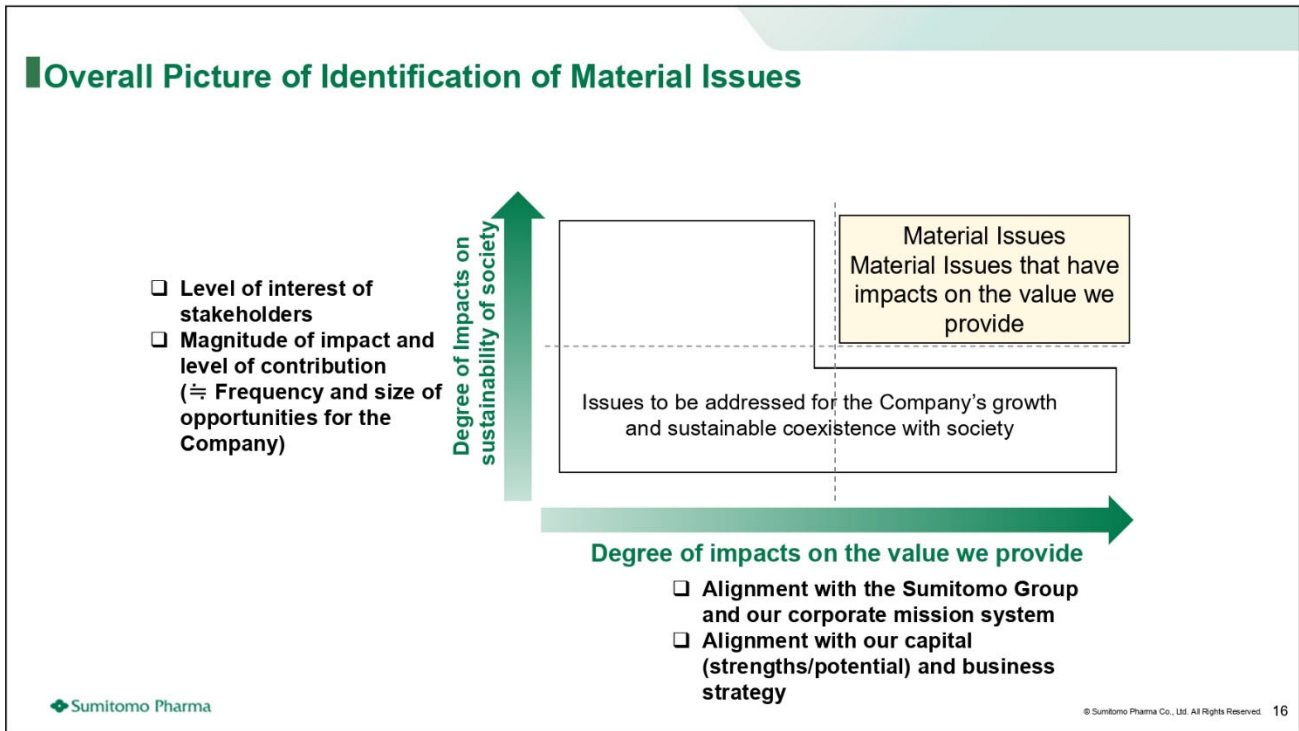 Overall Picture of Identification of Material Issues
❑ Level of interest of
stakeholders
❑ Magnitude of impact and
level of contribution
(≒ Frequency and size of
opportunities for the
Company)
Degree of Impacts on
sustainability of society
Material Issues
Material Issues that have
impacts on the value we
provide
Issues to be addressed for the Company’s growth
and sustainable coexistence with society
Degree of impacts on the value we provide
❑ Alignment with the Sumitomo Group
and our corporate mission system
❑ Alignment with our capital
(strengths/potential) and business
strategy
Sumitomo Pharma
© Sumitomo Pharma Co., Ltd. All Rights Reserved. 16